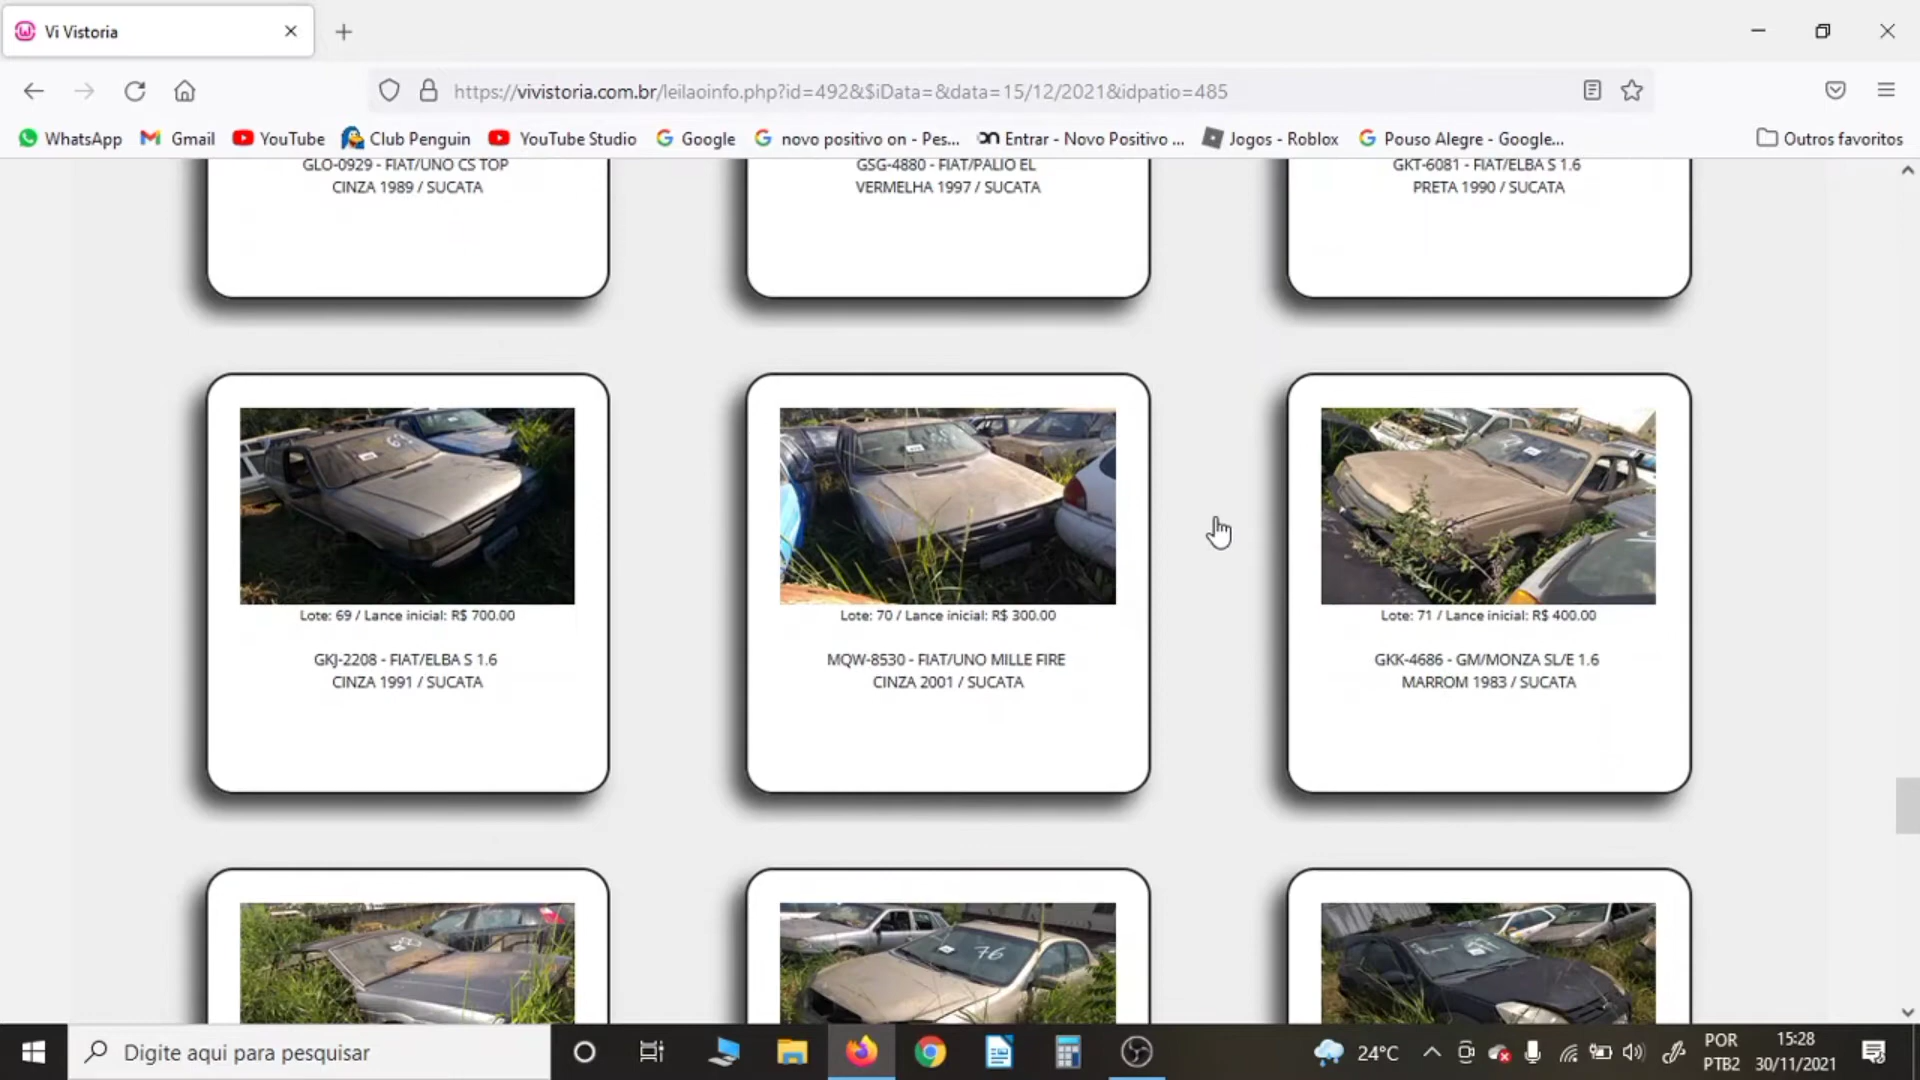 Vi Vistoria
https://vivistoria.com.br/leilaoinfo.php?id=492&$iData=&data=15/12/2021&idpatio=485
WhatsApp Gmail YouTube Club Penguin YouTube Studio Google novo positivo on - Pes... Entrar - Novo Positivo ... Jogos - Roblox Pouso Alegre - Google... Outros favoritos
GLO-0929 - FIAT/UNO CS TOP
CINZA 1989 / SUCATA
GSG-4880 - FIAT/PALIO EL
VERMELHA 1997 / SUCATA
GKT-6081 - FIAT/ELBA S 1.6
PRETA 1990 / SUCATA
Lote: 69 / Lance inicial: R$ 700.00
GKJ-2208 - FIAT/ELBA S 1.6
CINZA 1991 / SUCATA
Lote: 70 / Lance inicial: R$ 300.00
MQW-8530 - FIAT/UNO MILLE FIRE
CINZA 2001 / SUCATA
Lote: 71 / Lance inicial: R$ 400.00
GKK-4686 - GM/MONZA SL/E 1.6
MARROM 1983 / SUCATA
76
Digite aqui para pesquisar
24°C
POR
PTB2
15:28
30/11/2021